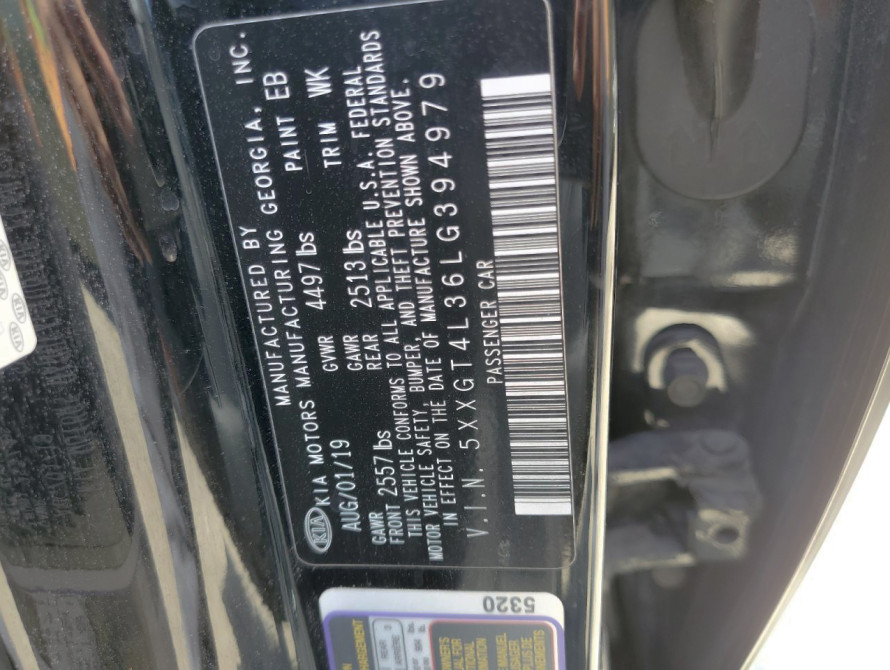 MANUFACTURED BY
KIA KIA MOTORS MANUFACTURING GEORGIA, INC.
AUG/01/19 GVWR 4497 lbs PAINT EB
GAWR FRONT 2557 lbs GAWR REAR 2513 lbs TRIM WK
THIS VEHICLE CONFORMS TO ALL APPLICABLE U.S.A. FEDERAL
MOTOR VEHICLE SAFETY, BUMPER, AND THEFT PREVENTION STANDARDS
IN EFFECT ON THE DATE OF MANUFACTURE SHOWN ABOVE.
V.I.N. 5XXGT4L36LG394979
PASSENGER CAR
5320